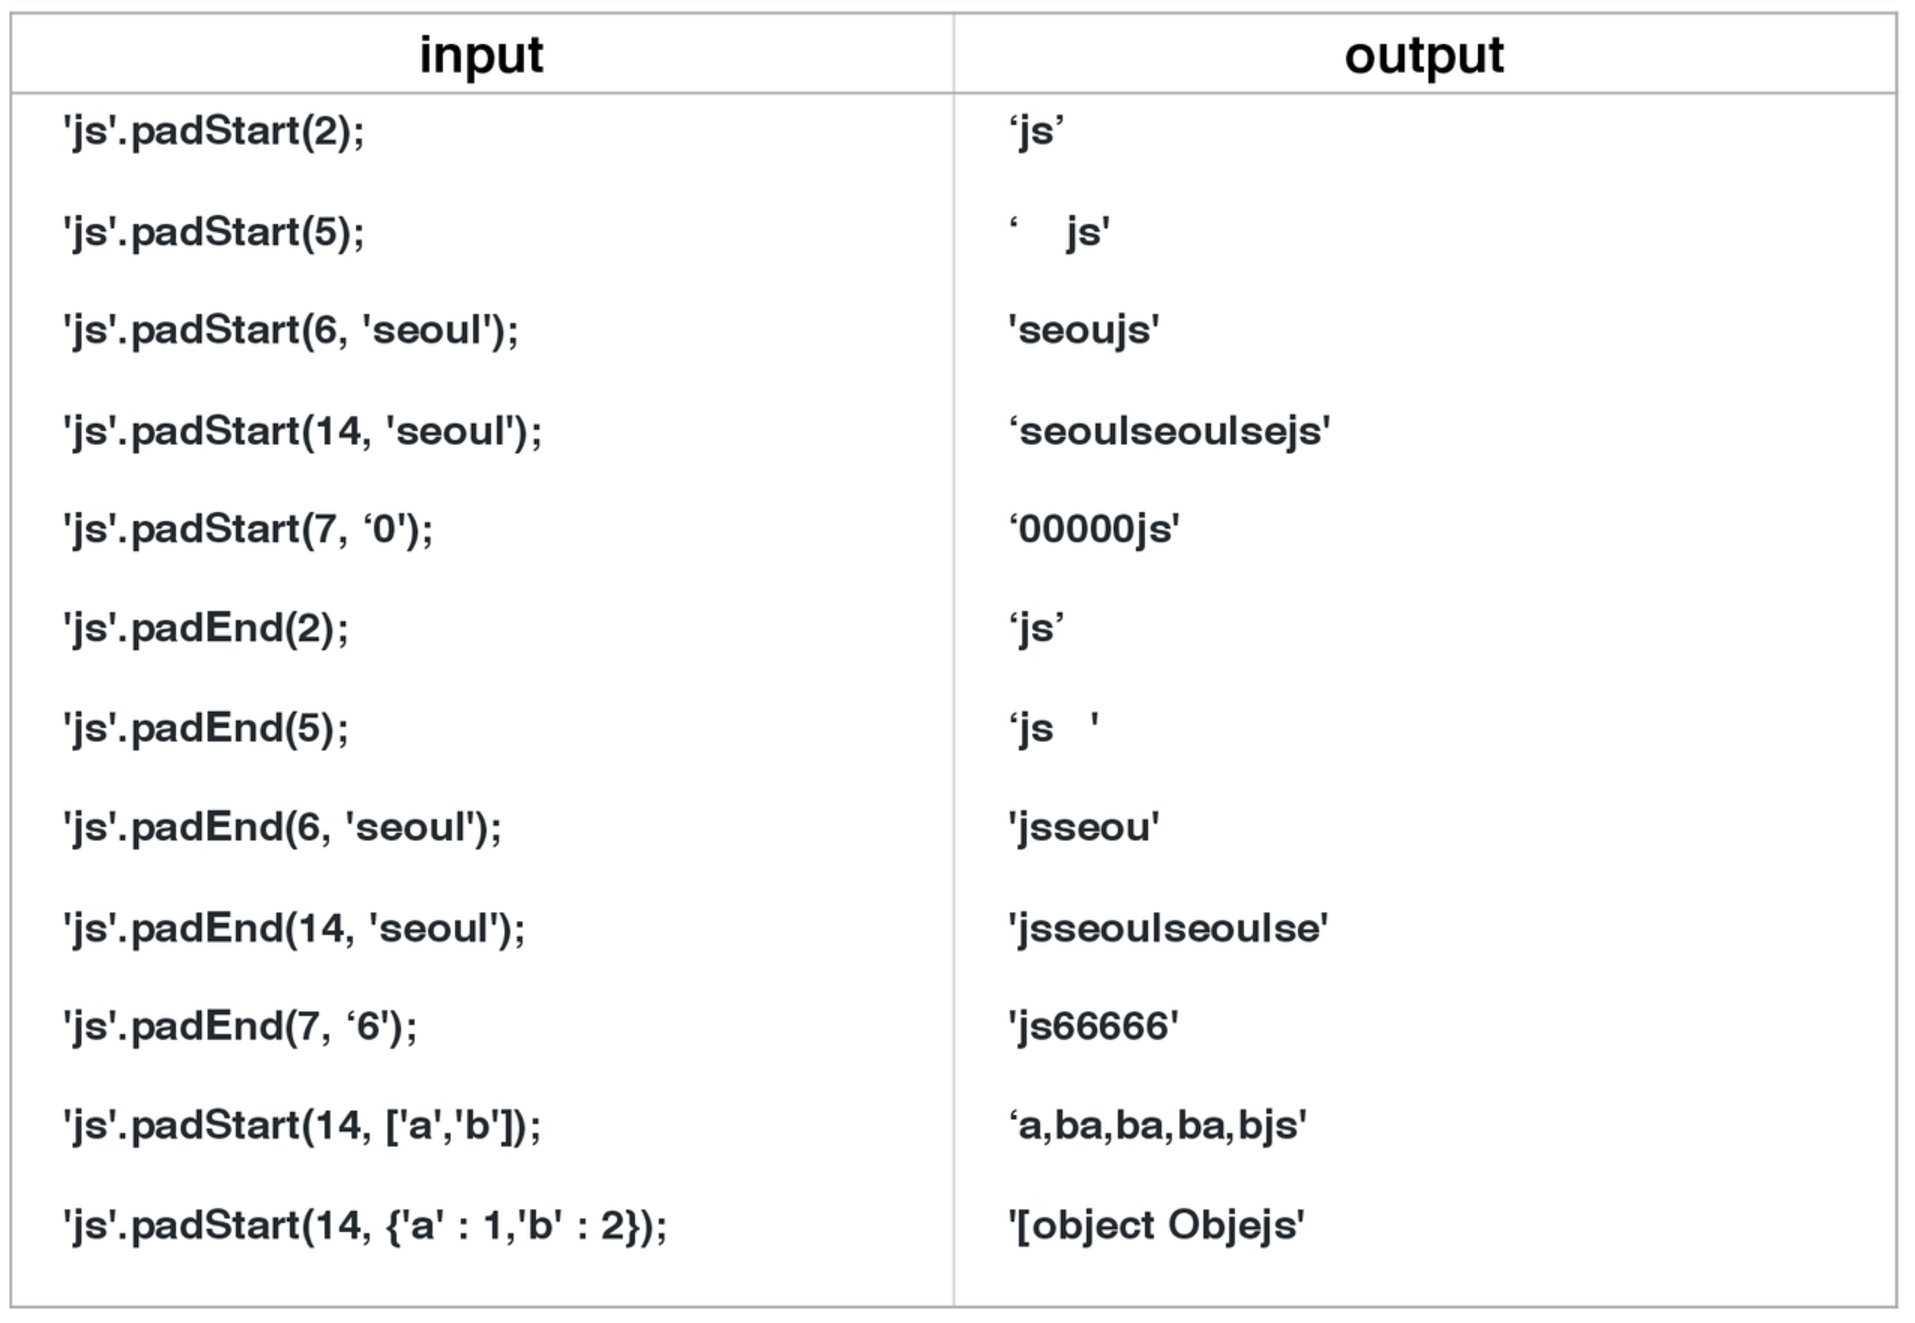 input output
'js'.padStart(2); ‘js’
'js'.padStart(5); ‘    js'
'js'.padStart(6, 'seoul'); 'seoujs'
'js'.padStart(14, 'seoul'); ‘seoulseoulsejs'
'js'.padStart(7, ‘0'); ‘00000js'
'js'.padEnd(2); ‘js’
'js'.padEnd(5); ‘js   '
'js'.padEnd(6, 'seoul'); 'jsseou'
'js'.padEnd(14, 'seoul'); 'jsseoulseoulse'
'js'.padEnd(7, ‘6'); 'js66666'
'js'.padStart(14, ['a','b']); ‘a,ba,ba,ba,bjs'
'js'.padStart(14, {'a' : 1,'b' : 2}); '[object Objejs'